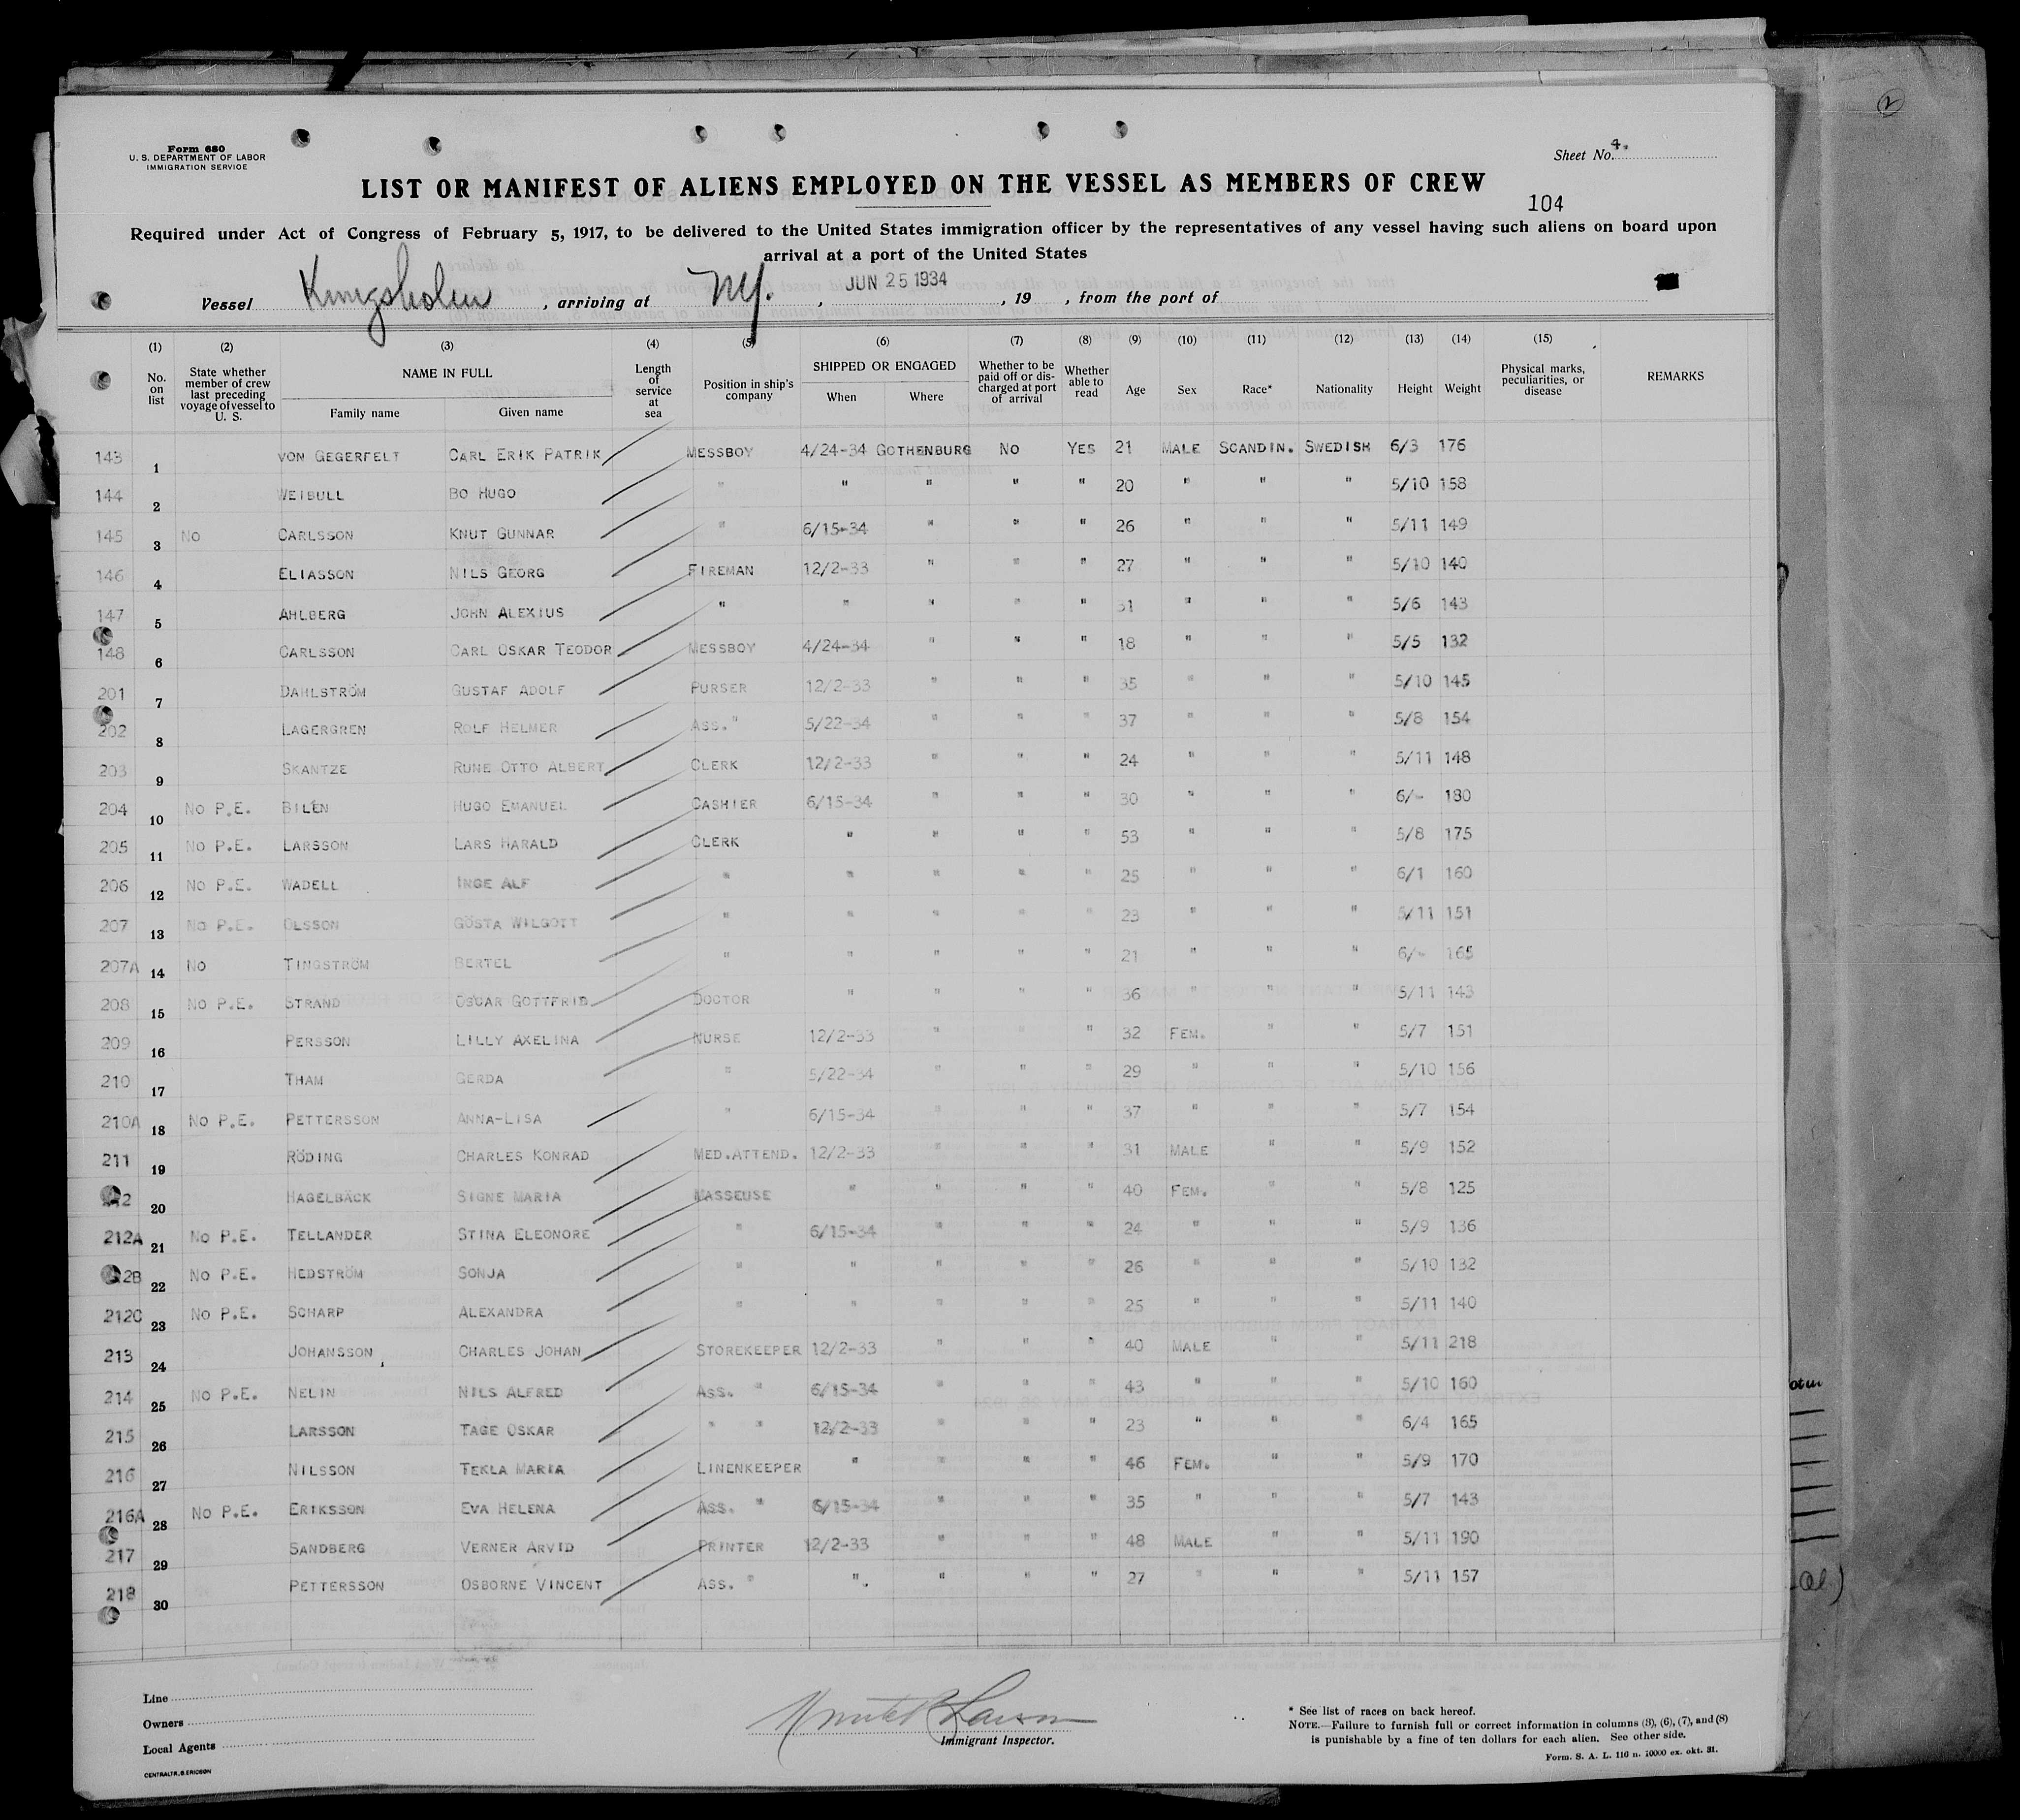 Form 680
U. S. DEPARTMENT OF LABOR
IMMIGRATION SERVICE
Sheet No. 4.
LIST OR MANIFEST OF ALIENS EMPLOYED ON THE VESSEL AS MEMBERS OF CREW
104
Required under Act of Congress of February 5, 1917, to be delivered to the United States immigration officer by the representatives of any vessel having such aliens on board upon
arrival at a port of the United States
Vessel Kungsholm, arriving at NY., JUN 25 1934, 19 , from the port of
(1) (2) (3) (4) (5) (6) (7) (8) (9) (10) (11) (12) (13) (14) (15)
No. on list State whether member of crew last preceding voyage of vessel to U. S. NAME IN FULL Family name Given name Length of service at sea Position in ship's company SHIPPED OR ENGAGED When Where Whether to be paid off or discharged at port of arrival Whether able to read Age Sex Race* Nationality Height Weight Physical marks, peculiarities, or disease REMARKS
143 1 VON GEGERFELT CARL ERIK PATRIK MESSBOY 4/24-34 GOTHENBURG NO YES 21 MALE SCANDIN. SWEDISH 6/3 176
144 2 WEIBULL BO HUGO " " " " " 20 " " " 5/10 158
145 3 NO CARLSSON KNUT GUNNAR " 6/15-34 " " " 26 " " " 5/11 149
146 4 ELIASSON NILS GEORG FIREMAN 12/2-33 " " " 27 " " " 5/10 140
147 5 AHLBERG JOHN ALEXIUS " " " " " 31 " " " 5/6 143
148 6 CARLSSON CARL OSKAR TEODOR MESSBOY 4/24-34 " " " 18 " " " 5/5 132
201 7 DAHLSTRÖM GUSTAF ADOLF PURSER 12/2-33 " " " 35 " " " 5/10 145
202 8 LAGERGREN ROLF HELMER ASS. " 5/22-34 " " " 37 " " " 5/8 154
203 9 SKANTZE RUNE OTTO ALBERT CLERK 12/2-33 " " " 24 " " " 5/11 148
204 10 NO P.E. BILÉN HUGO EMANUEL CASHIER 6/15-34 " " " 30 " " " 6/- 180
205 11 NO P.E. LARSSON LARS HARALD CLERK " " " " 53 " " " 5/8 175
206 12 NO P.E. WADELL INGE ALF " " " " " 25 " " " 6/1 160
207 13 NO P.E. OLSSON GÖSTA WILGOTT " " " " " 23 " " " 5/11 151
207A 14 NO TINGSTRÖM BERTEL " " " " " 21 " " " 6/- 165
208 15 NO P.E. STRAND OSCAR GOTTFRID DOCTOR " " " " 36 " " " 5/11 143
209 16 PERSSON LILLY AXELINA NURSE 12/2-33 " " 32 FEM. " " 5/7 151
210 17 THAM GERDA " 5/22-34 " " " 29 " " " 5/10 156
210A 18 NO P.E. PETTERSSON ANNA-LISA " 6/15-34 " " " 37 " " " 5/7 154
211 19 RÖDING CHARLES KONRAD MED.ATTEND. 12/2-33 " " " 31 MALE " " 5/9 152
20 HAGELBÄCK SIGNE MARIA MASSEUSE " " " " 40 FEM. " " 5/8 125
212A 21 NO P.E. TELLANDER STINA ELEONORE " 6/15-34 " " " 24 " " " 5/9 136
2B 22 NO P.E. HEDSTRÖM SONJA " " " " " 26 " " " 5/10 132
212C 23 NO P.E. SCHARP ALEXANDRA " " " " " 25 " " " 5/11 140
213 24 JOHANSSON CHARLES JOHAN STOREKEEPER 12/2-33 " " " 40 MALE " " 5/11 218
214 25 NO P.E. NELIN NILS ALFRED ASS. " 6/15-34 " " " 43 " " " 5/10 160
215 26 LARSSON TAGE OSKAR " " 12/2-33 " " " 23 " " " 6/4 165
216 27 NILSSON TEKLA MARIA LINENKEEPER " " " " 46 FEM. " " 5/9 170
216A 28 NO P.E. ERIKSSON EVA HELENA ASS. " 6/15-34 " " " 35 " " " 5/7 143
217 29 SANDBERG VERNER ARVID PRINTER 12/2-33 " " " 48 MALE " " 5/11 190
218 30 PETTERSSON OSBORNE VINCENT ASS. " " " " " 27 " " " 5/11 157
Line
Owners
Local Agents
CENTRALTR. G. ERICSON
Immigrant Inspector.
* See list of races on back hereof.
NOTE.—Failure to furnish full or correct information in columns (3), (6), (7), and (8)
is punishable by a fine of ten dollars for each alien. See other side.
Form. S. A. L. 116 n. 10000 ex. okt. 31.